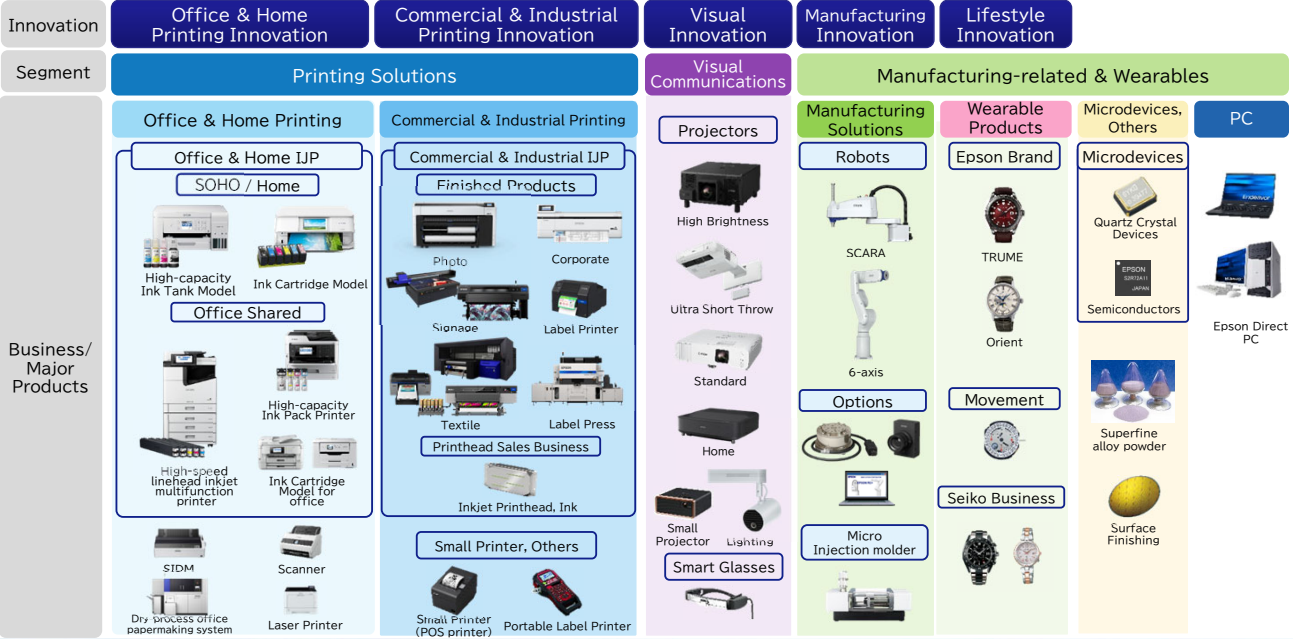 Innovation
Office & Home
Printing Innovation
Commercial & Industrial
Printing Innovation
Visual
Innovation
Manufacturing
Innovation
Lifestyle
Innovation
Segment
Printing Solutions
Visual
Communications
Manufacturing-related & Wearables
Business/
Major
Products
Office & Home Printing
Office & Home IJP
SOHO / Home
High-capacity
Ink Tank Model
Ink Cartridge Model
Office Shared
High-capacity
Ink Pack Printer
High-speed
linehead inkjet
multifunction
printer
Ink Cartridge
Model for
office
SIDM
Scanner
Dry-process office
papermaking system
Laser Printer
Commercial & Industrial Printing
Commercial & Industrial IJP
Finished Products
Photo
Corporate
Signage
Label Printer
Textile
Label Press
Printhead Sales Business
Inkjet Printhead, Ink
Small Printer, Others
Small Printer
(POS printer)
Portable Label Printer
Projectors
High Brightness
Ultra Short Throw
Standard
Home
Small
Projector
Lighting
Smart Glasses
Manufacturing
Solutions
Robots
SCARA
6-axis
Options
Micro
Injection molder
Wearable
Products
Epson Brand
TRUME
Orient
Movement
Seiko Business
Microdevices,
Others
Microdevices
Quartz Crystal
Devices
EPSON
S2R72A11
JAPAN
Semiconductors
Superfine
alloy powder
Surface
Finishing
PC
Endeavor
Epson Direct
PC